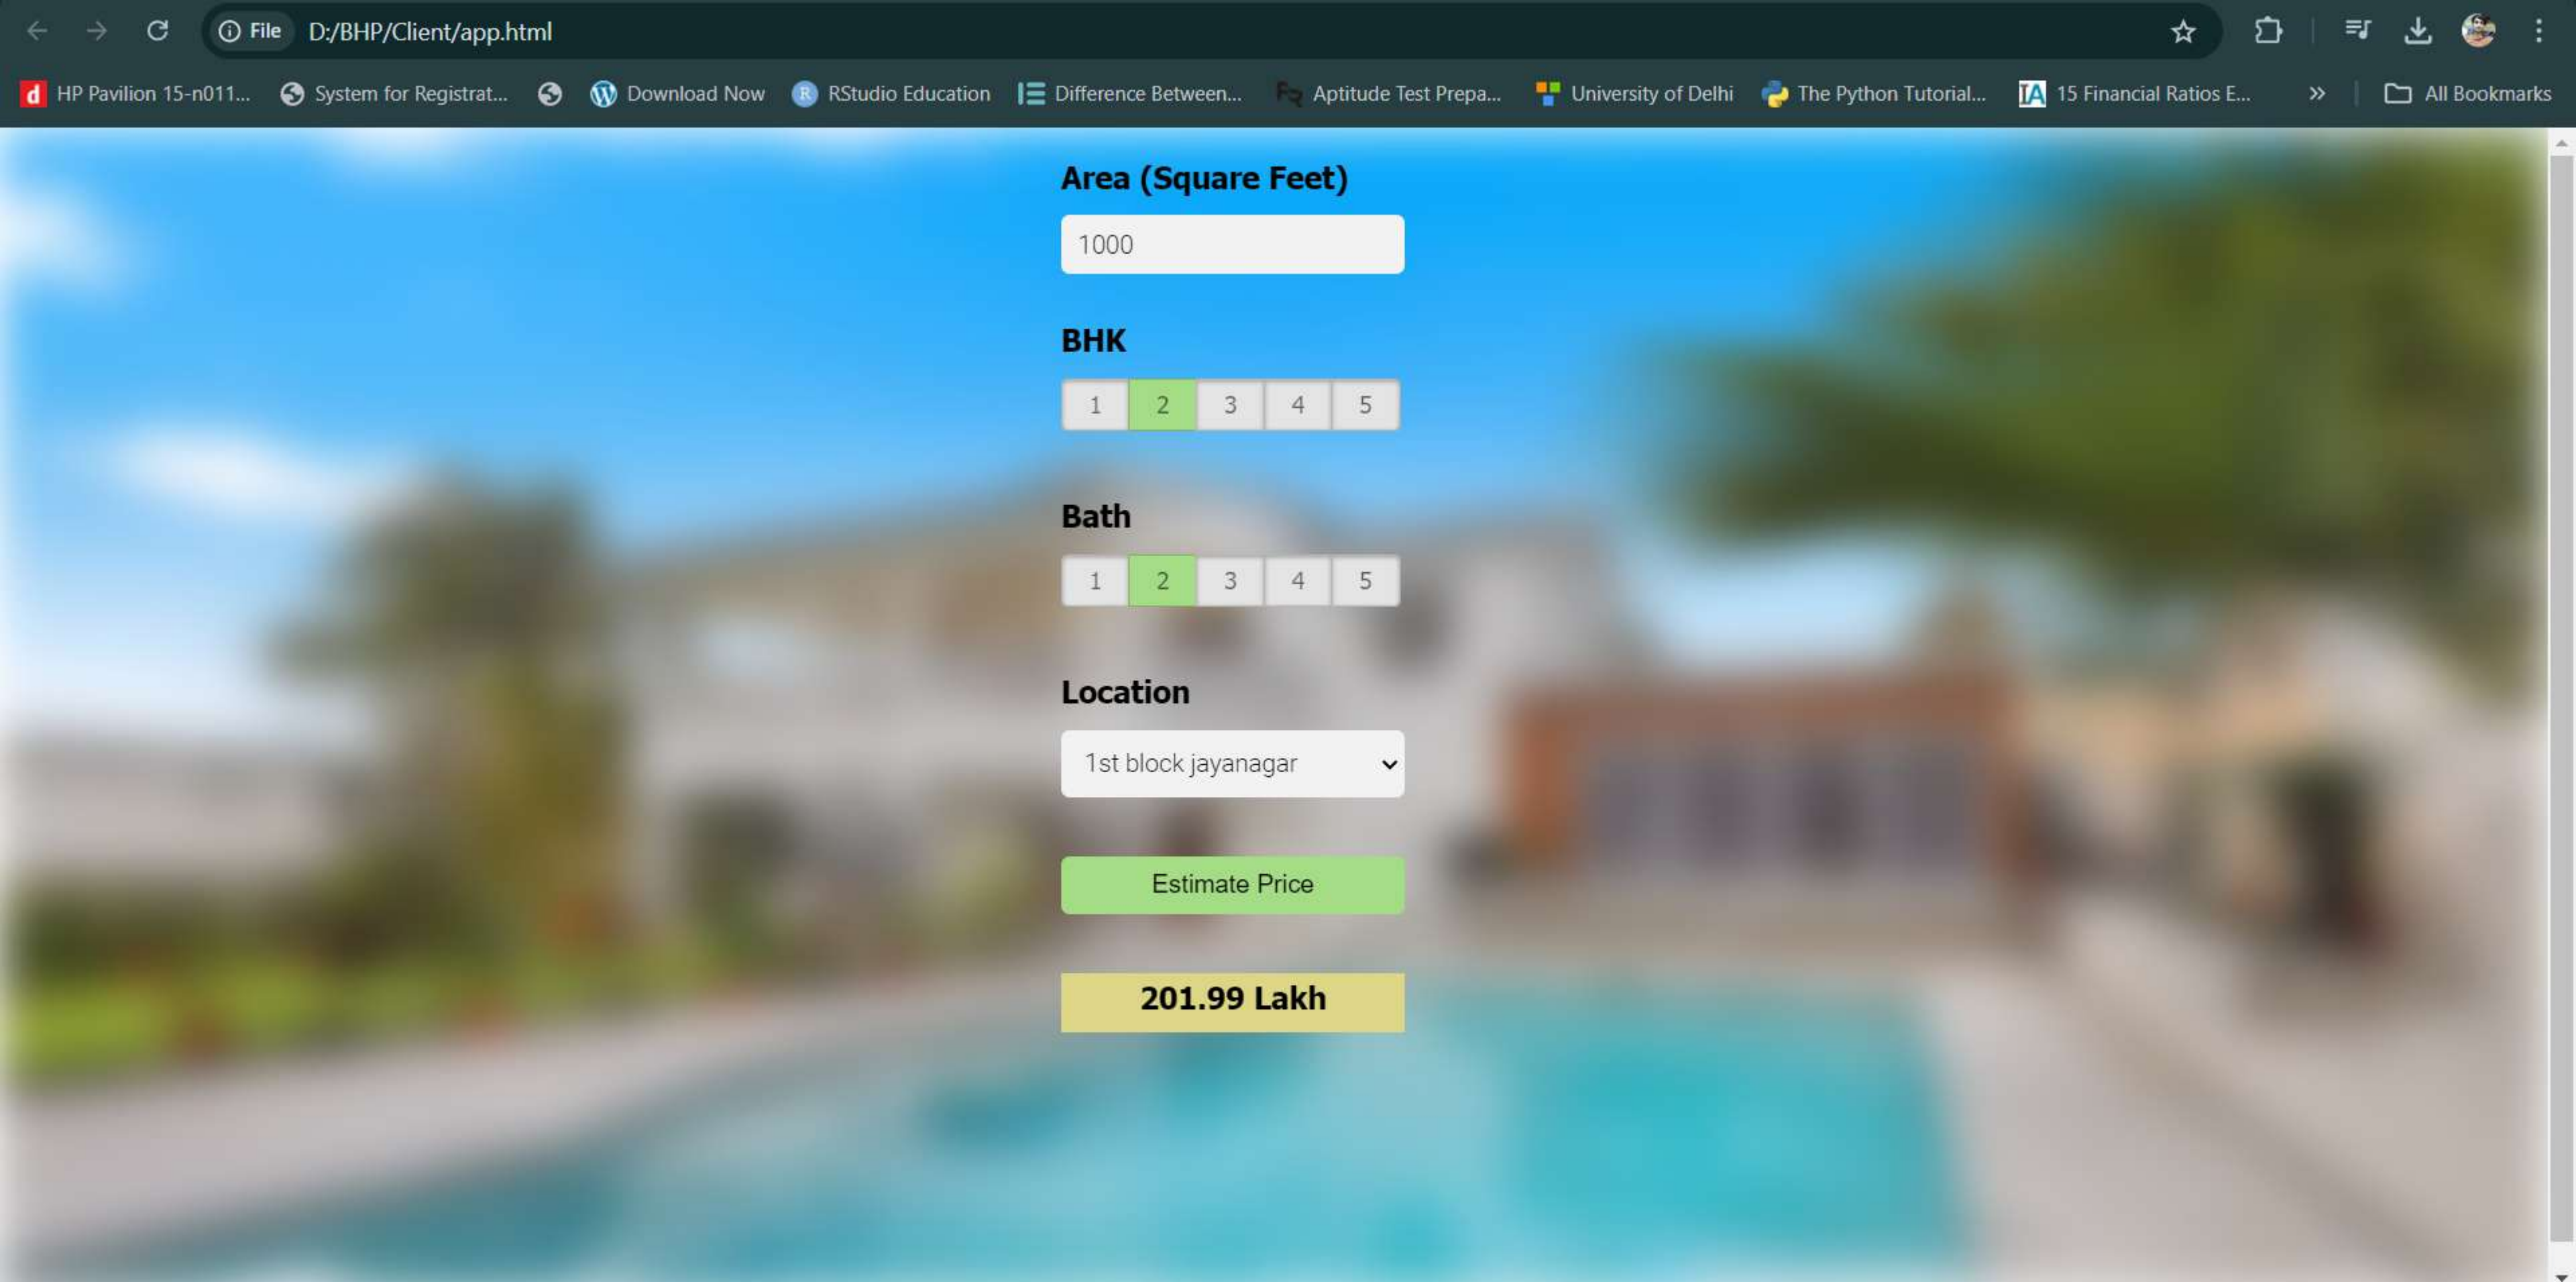 File D:/BHP/Client/app.html
d HP Pavilion 15-n011... System for Registrat... Download Now R RStudio Education Difference Between... Aptitude Test Prepa... University of Delhi The Python Tutorial... IA 15 Financial Ratios E... » All Bookmarks
Area (Square Feet)
1000
BHK
1 2 3 4 5
Bath
1 2 3 4 5
Location
1st block jayanagar
Estimate Price
201.99 Lakh